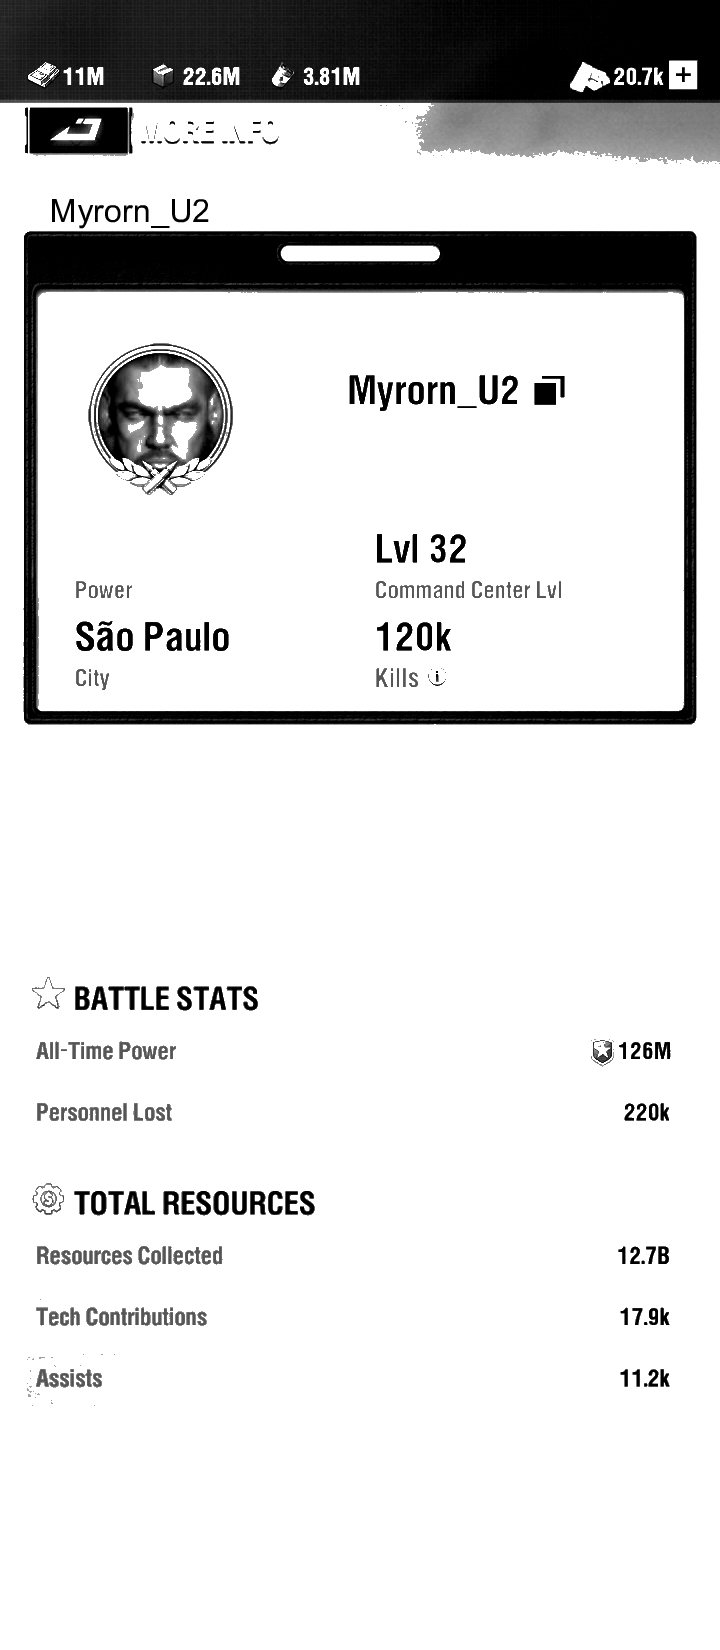 11M 22.6M 3.81M 20.7k +
MORE INFO
Myrorn_U2
Myrorn_U2
Lvl 32
Power Command Center Lvl
São Paulo 120k
City Kills i
BATTLE STATS
All-Time Power 126M
Personnel Lost 220k
TOTAL RESOURCES
Resources Collected 12.7B
Tech Contributions 17.9k
Assists 11.2k